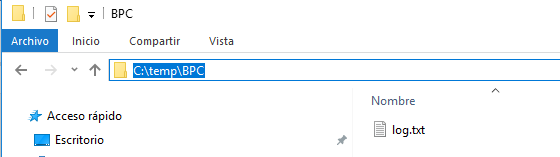 BPC
Archivo Inicio Compartir Vista
C:\temp\BPC
Nombre
Acceso rápido
log.txt
Escritorio